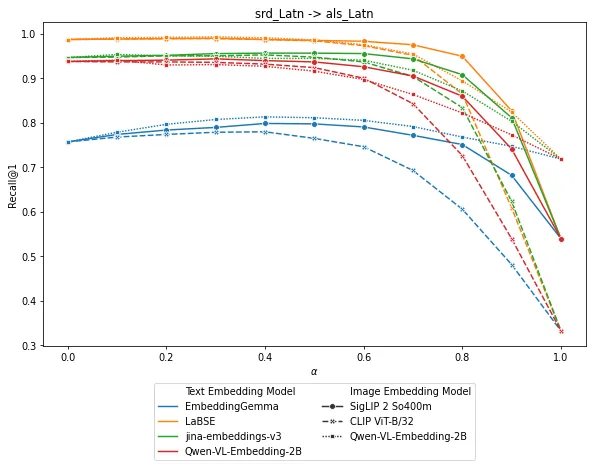 srd_Latn -> als_Latn
Recall@1
1.0
0.9
0.8
0.7
0.6
0.5
0.4
0.3
0.0 0.2 0.4 0.6 0.8 1.0
α
Text Embedding Model Image Embedding Model
EmbeddingGemma SigLIP 2 So400m
LaBSE CLIP ViT-B/32
jina-embeddings-v3 Qwen-VL-Embedding-2B
Qwen-VL-Embedding-2B